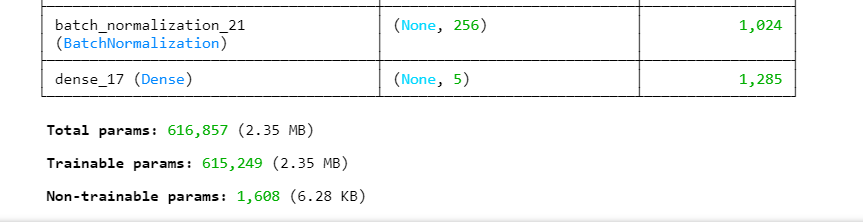 batch_normalization_21 (None, 256) 1,024
(BatchNormalization)
dense_17 (Dense) (None, 5) 1,285
Total params: 616,857 (2.35 MB)
Trainable params: 615,249 (2.35 MB)
Non-trainable params: 1,608 (6.28 KB)